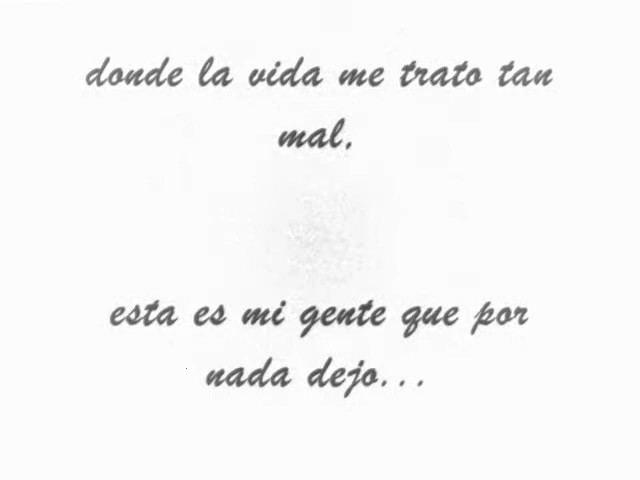 donde la vida me trato tan
mal.
esta es mi gente que por
nada dejo...